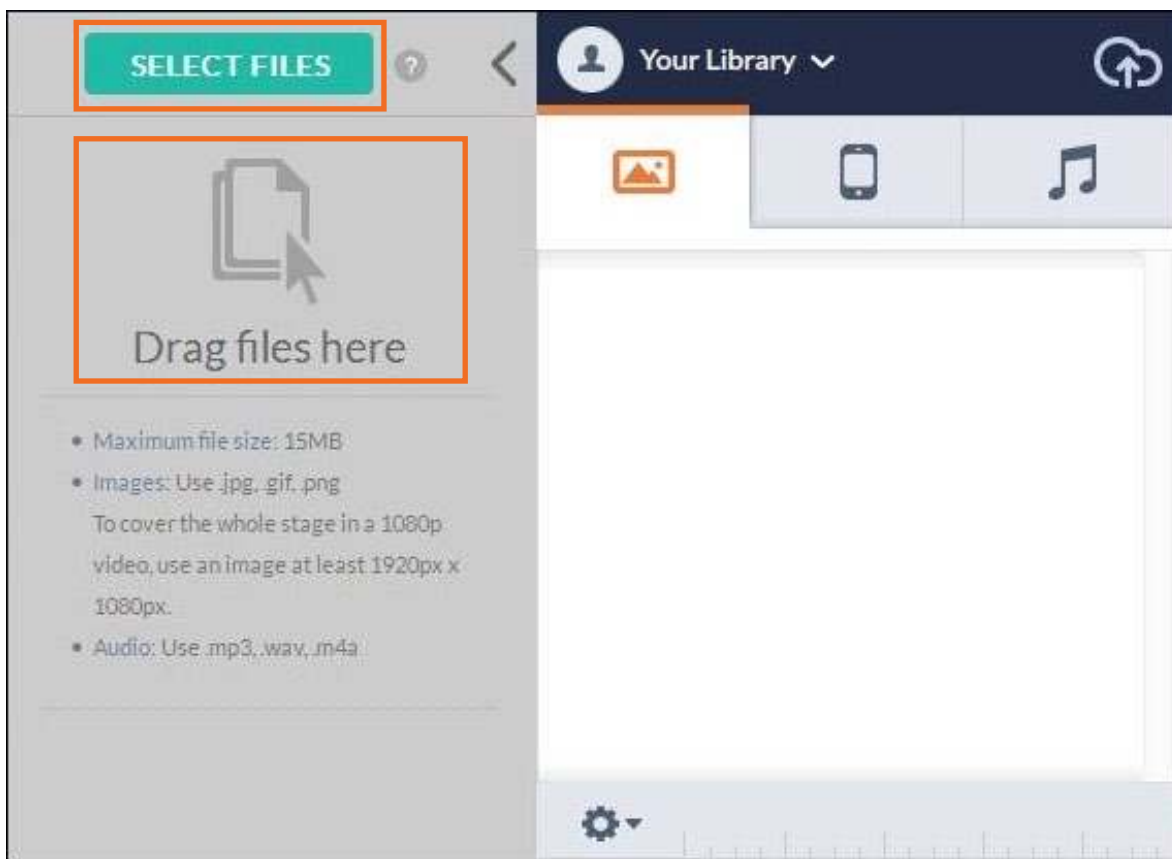 SELECT FILES
?
Your Library
Drag files here
• Maximum file size: 15MB
• Images: Use .jpg, .gif, .png
To cover the whole stage in a 1080p
video, use an image at least 1920px x
1080px.
• Audio: Use .mp3, .wav, .m4a